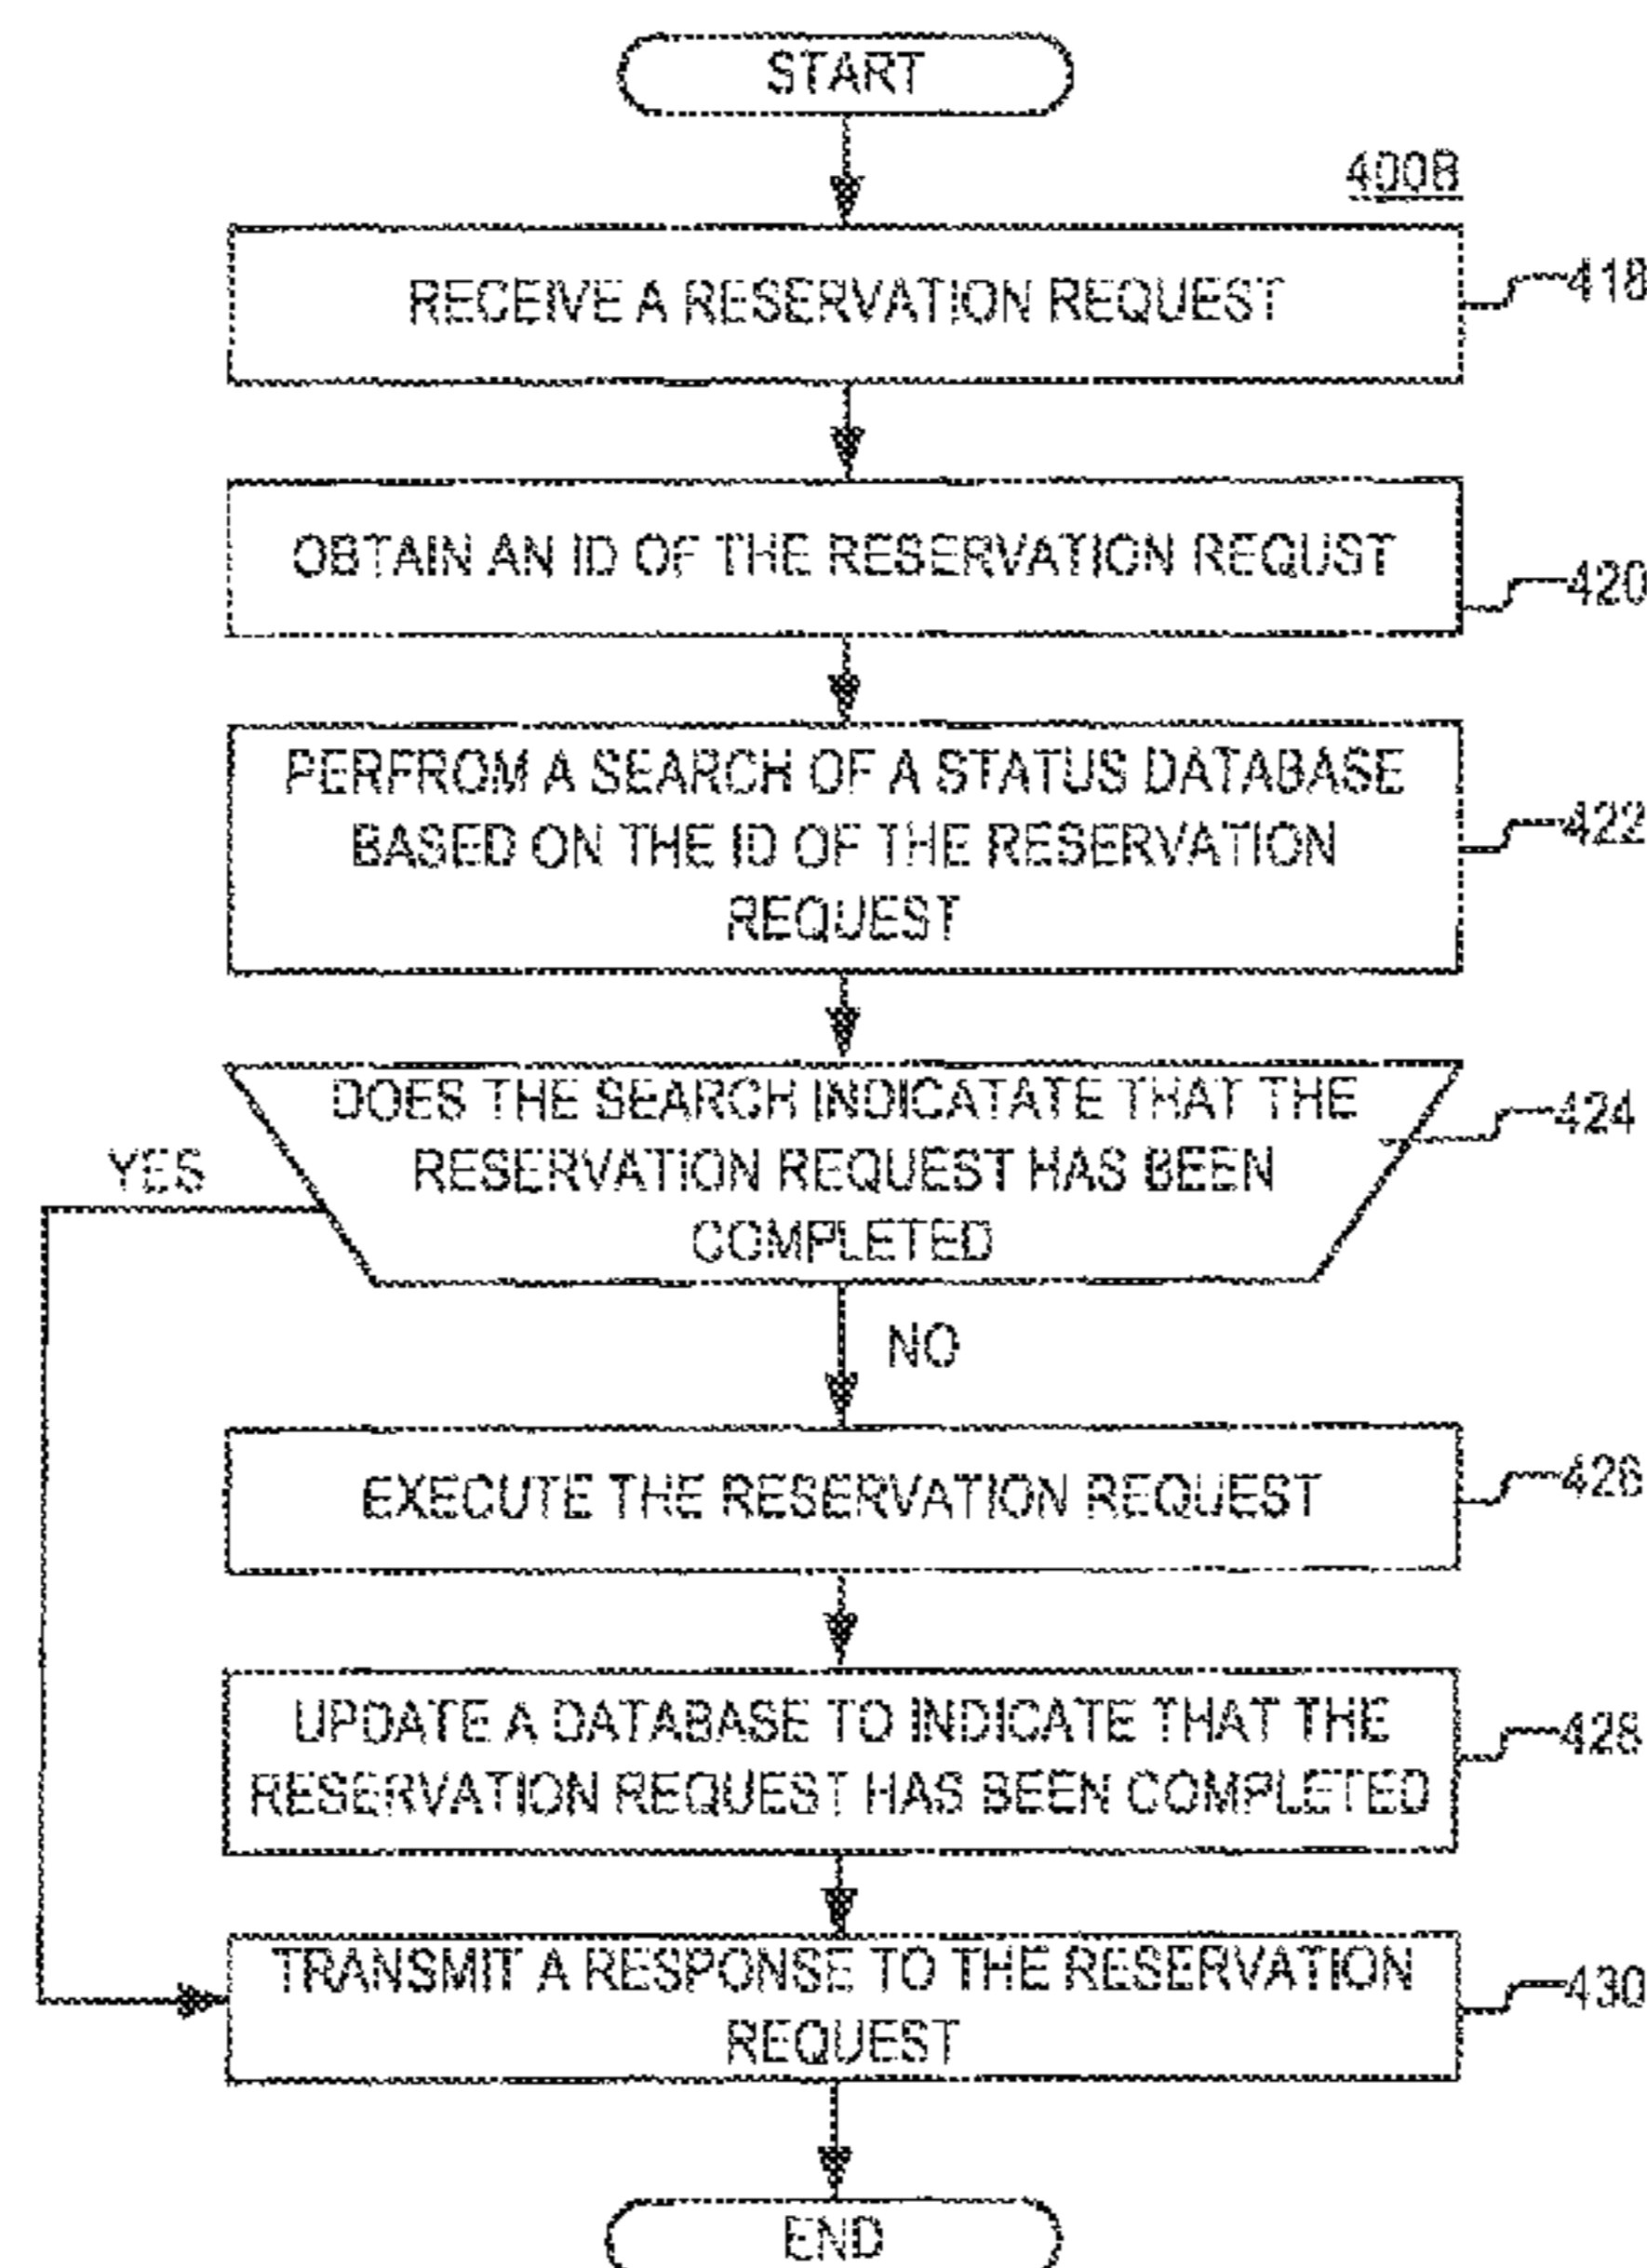 START
400B
RECEIVE A RESERVATION REQUEST
418
OBTAIN AN ID OF THE RESERVATION REQUST
420
PERFROM A SEARCH OF A STATUS DATABASE
BASED ON THE ID OF THE RESERVATION
REQUEST
422
DOES THE SEARCH INDICATATE THAT THE
RESERVATION REQUEST HAS BEEN
COMPLETED
424
YES
NO
EXECUTE THE RESERVATION REQUEST
426
UPDATE A DATABASE TO INDICATE THAT THE
RESERVATION REQUEST HAS BEEN COMPLETED
428
TRANSMIT A RESPONSE TO THE RESERVATION
REQUEST
430
END